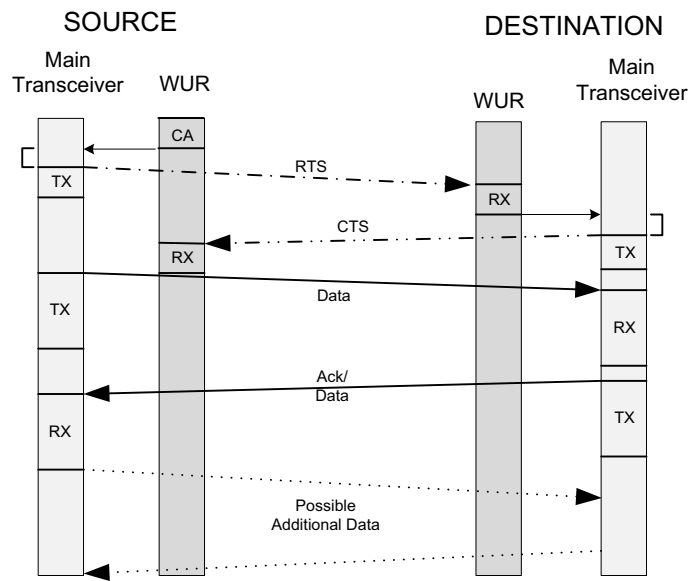 SOURCE
DESTINATION
Main
Transceiver
WUR
WUR
Main
Transceiver
CA
TX
RTS
RX
CTS
RX
TX
TX
Data
RX
Ack/
Data
RX
TX
Possible
Additional Data